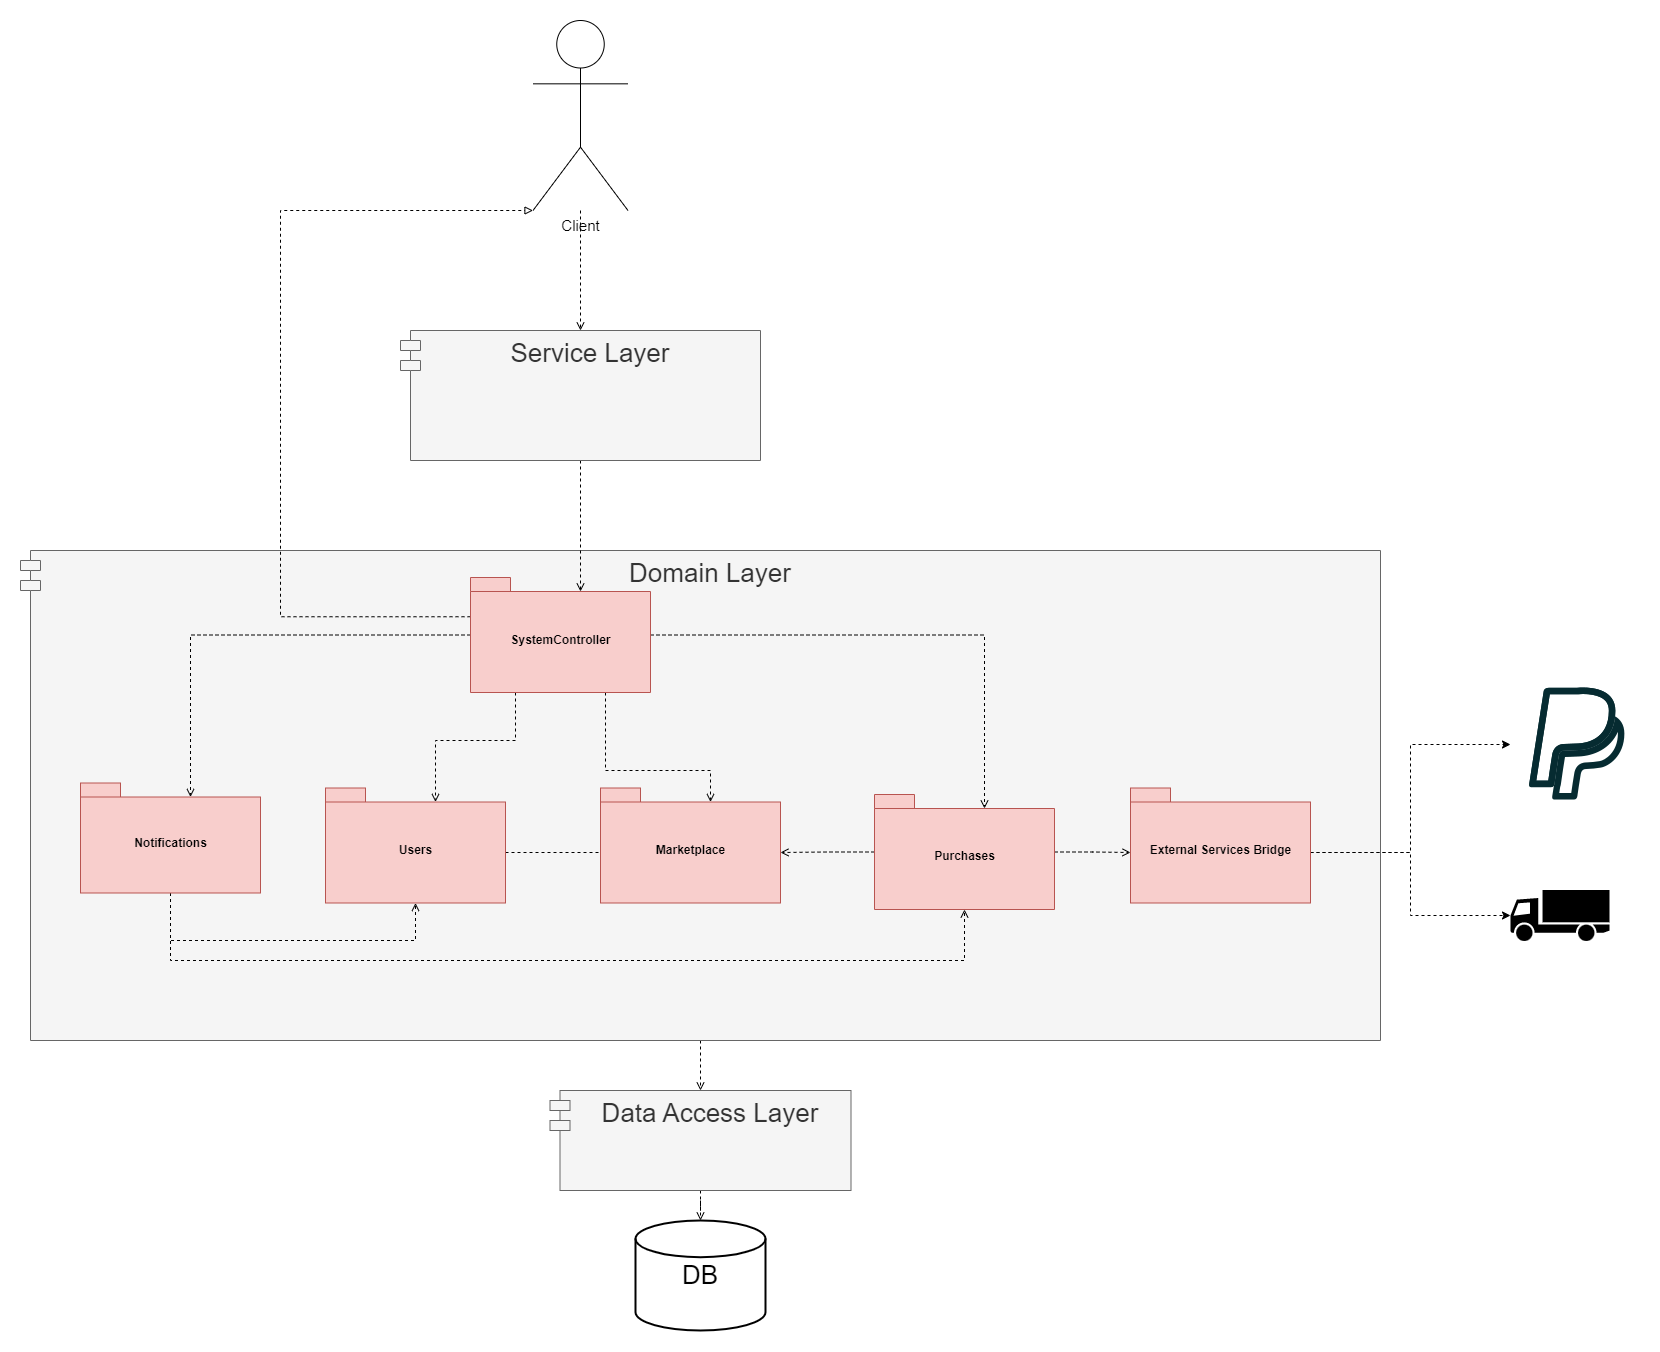 Client
Service Layer
Domain Layer
SystemController
Notifications
Users
Marketplace
Purchases
External Services Bridge
Data Access Layer
DB